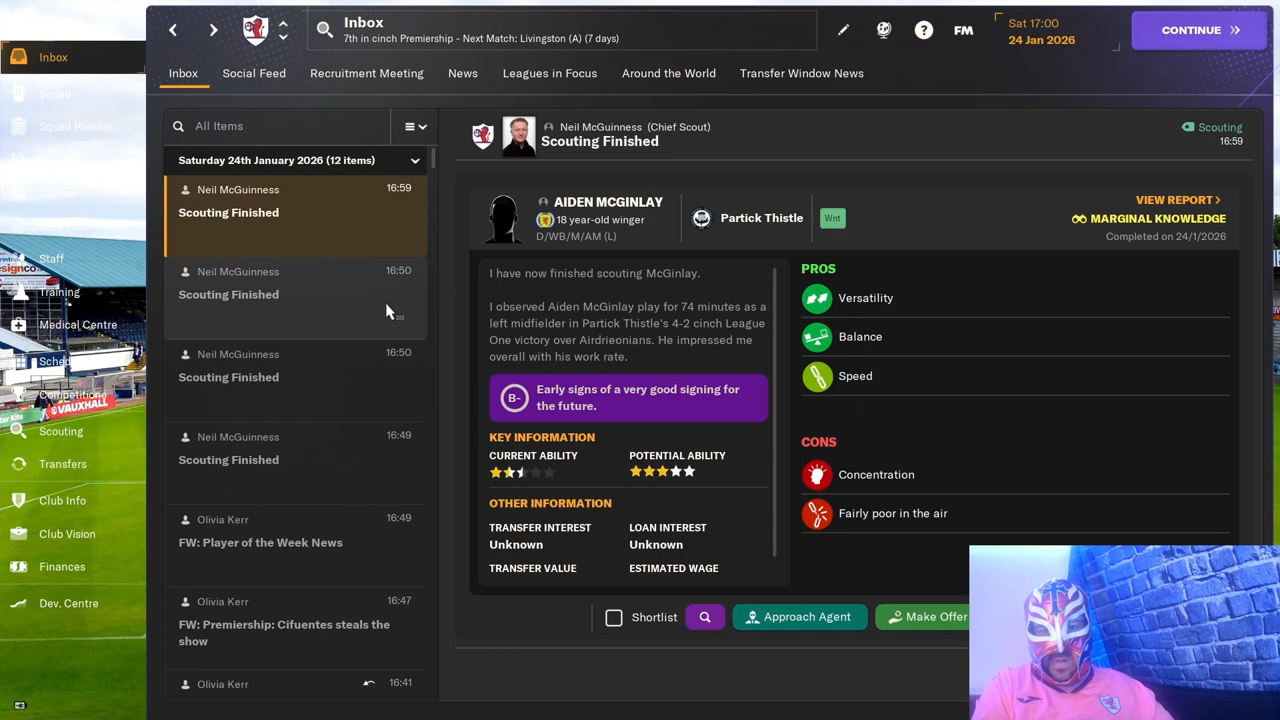 Inbox
Squad
Squad Planner
Staff
Training
Medical Centre
Sched
Competitions
Scouting
Transfers
Club Info
Club Vision
Finances
Dev. Centre
VAUXHALL
Inbox
7th in cinch Premiership - Next Match: Livingston (A) (7 days)
FM
Sat 17:00
24 Jan 2026
CONTINUE
Inbox Social Feed Recruitment Meeting News Leagues in Focus Around the World Transfer Window News
All Items
Saturday 24th January 2026 (12 items)
Neil McGuinness 16:59
Scouting Finished
Neil McGuinness 16:50
Scouting Finished
Neil McGuinness 16:50
Scouting Finished
Neil McGuinness 16:49
Scouting Finished
Olivia Kerr 16:49
FW: Player of the Week News
Olivia Kerr 16:47
FW: Premiership: Cifuentes steals the
show
Olivia Kerr 16:41
Neil McGuinness (Chief Scout)
Scouting Finished
Scouting
16:59
AIDEN MCGINLAY
18 year-old winger
D/WB/M/AM (L)
Partick Thistle
Wnt
VIEW REPORT >
MARGINAL KNOWLEDGE
Completed on 24/1/2026
I have now finished scouting McGinlay.
I observed Aiden McGinlay play for 74 minutes as a
left midfielder in Partick Thistle's 4-2 cinch League
One victory over Airdrieonians. He impressed me
overall with his work rate.
B-
Early signs of a very good signing for
the future.
KEY INFORMATION
CURRENT ABILITY POTENTIAL ABILITY
OTHER INFORMATION
TRANSFER INTEREST LOAN INTEREST
Unknown Unknown
TRANSFER VALUE ESTIMATED WAGE
PROS
Versatility
Balance
Speed
CONS
Concentration
Fairly poor in the air
Shortlist
Approach Agent
Make Offer